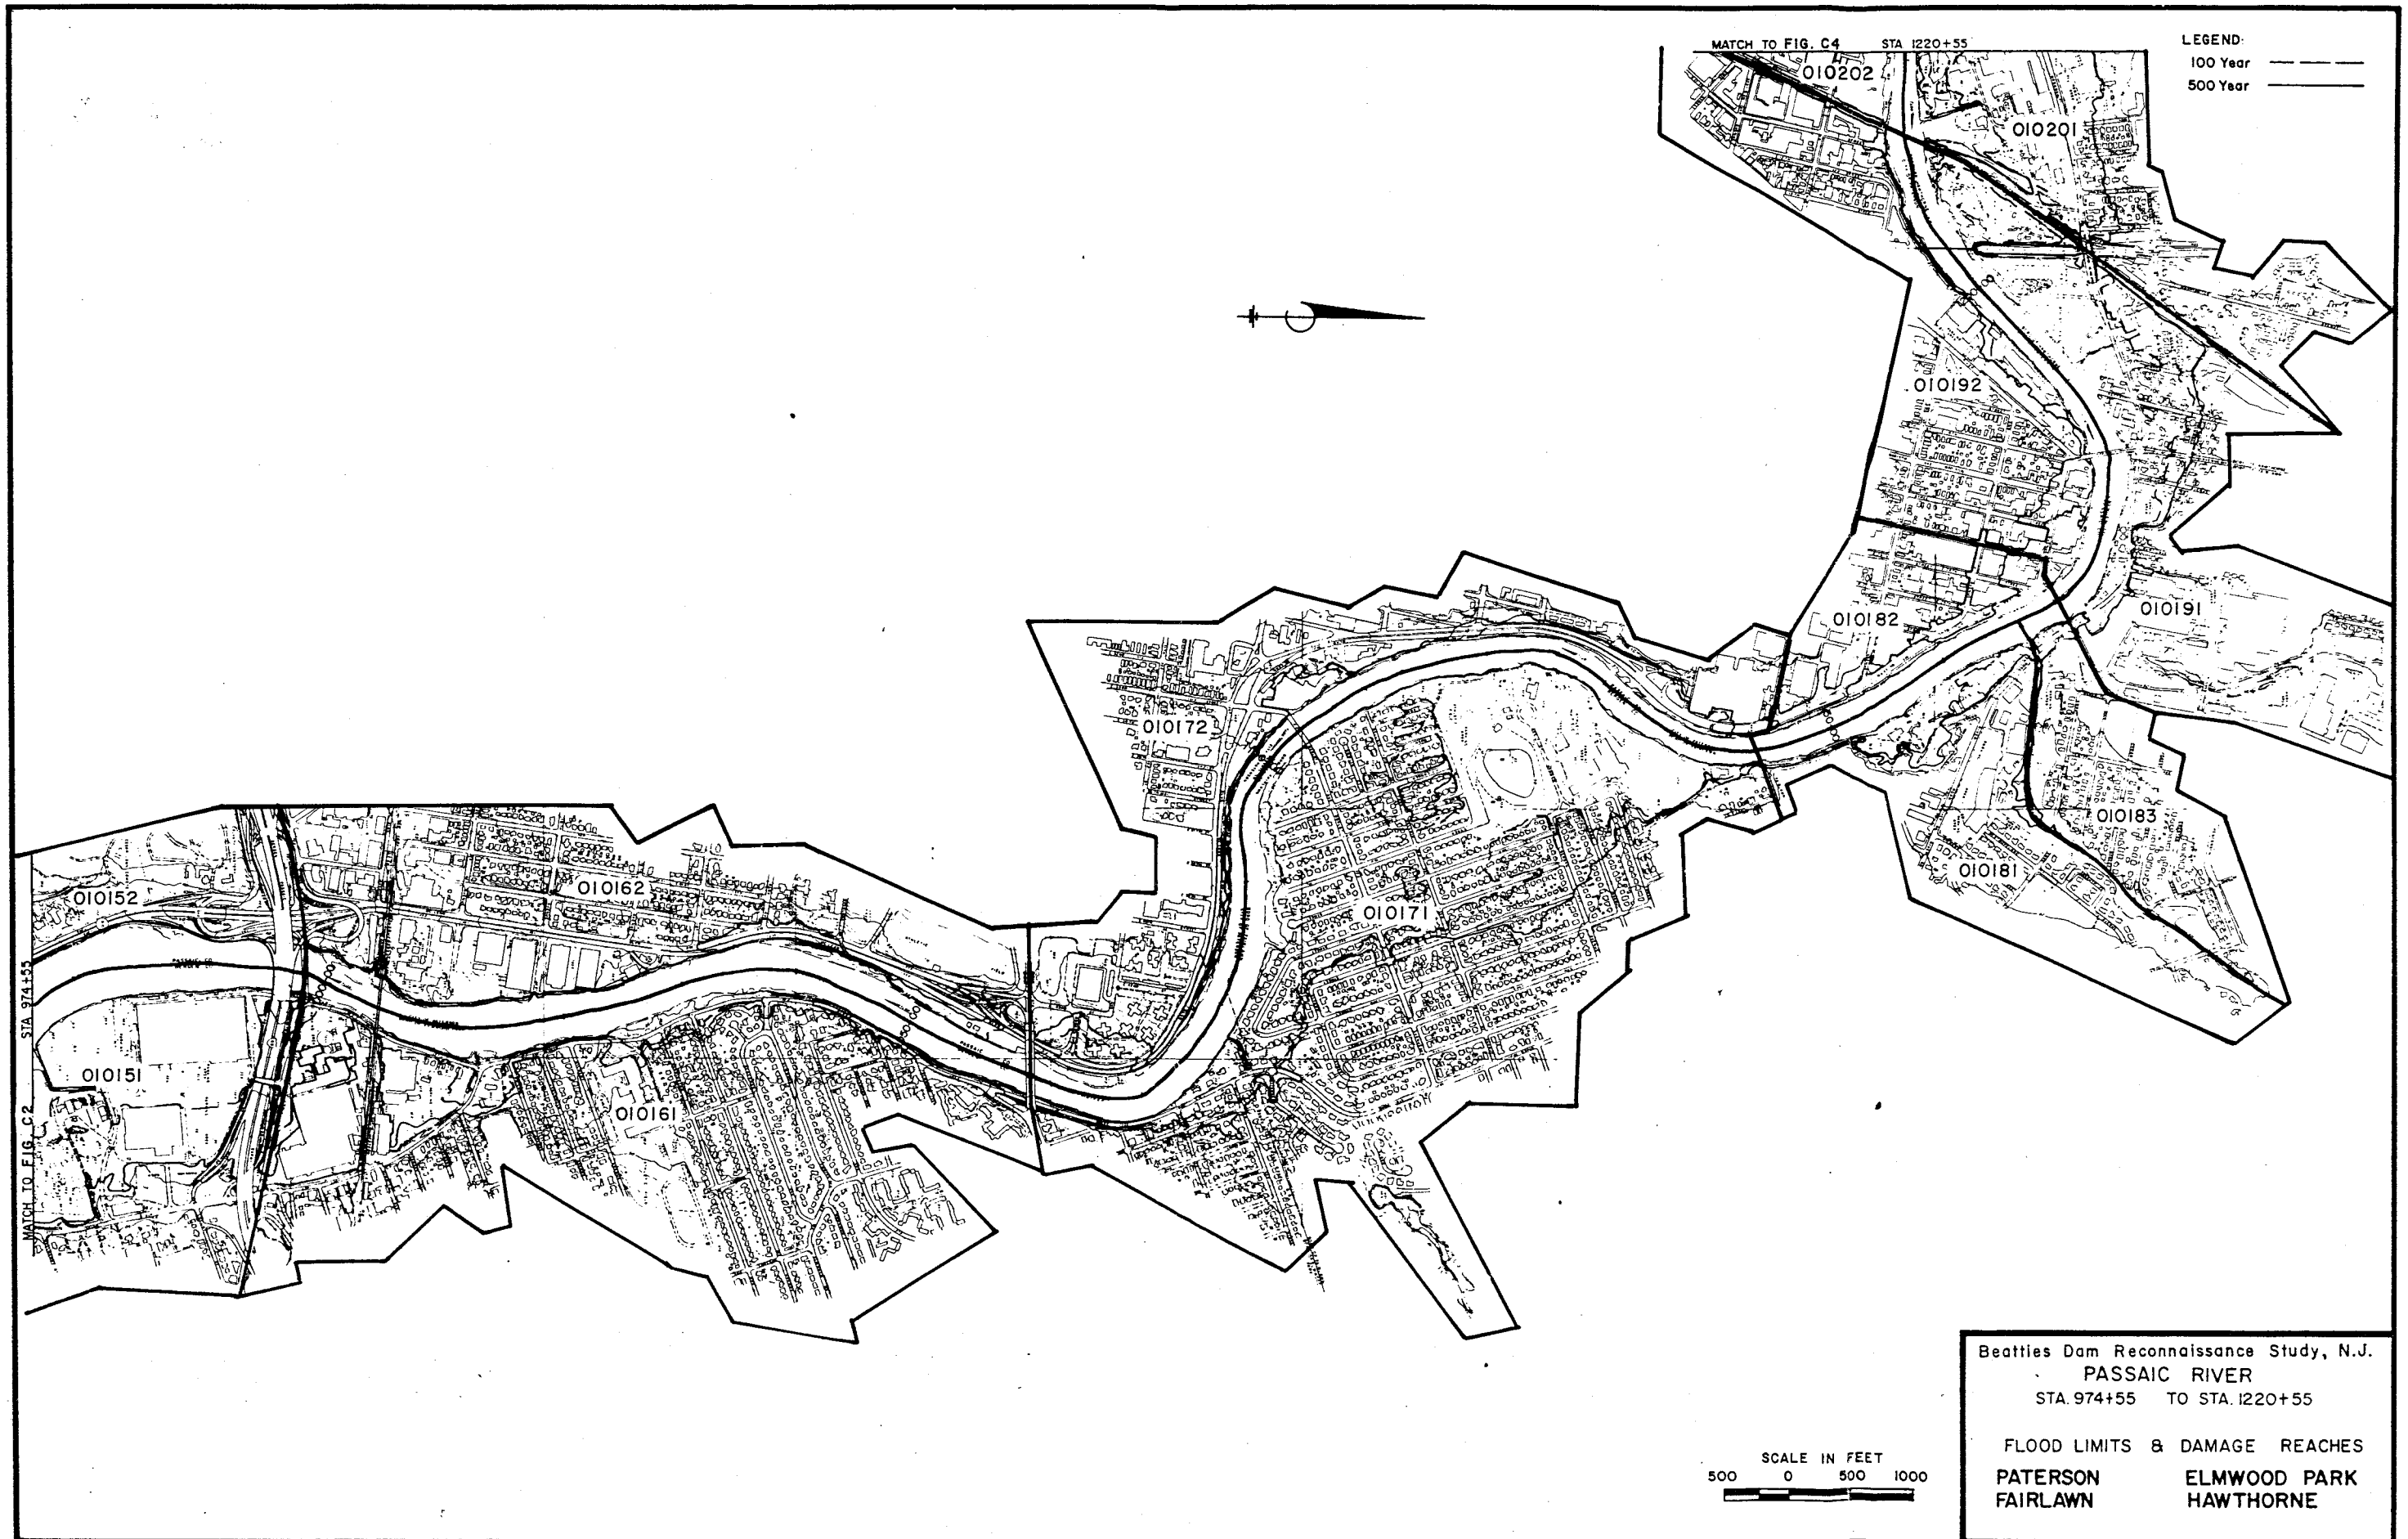 MATCH TO FIG. C4 STA 1220+55
LEGEND:
100 Year
500 Year
010202
010201
010192
010191
010182
010172
010183
010181
010171
010162
010152
010151
010161
MATCH TO FIG. C2 STA 974+55
PASSAIC
SCALE IN FEET
500 0 500 1000
Beatties Dam Reconnaissance Study, N.J.
PASSAIC RIVER
STA. 974+55 TO STA. 1220+55
FLOOD LIMITS & DAMAGE REACHES
PATERSON ELMWOOD PARK
FAIRLAWN HAWTHORNE